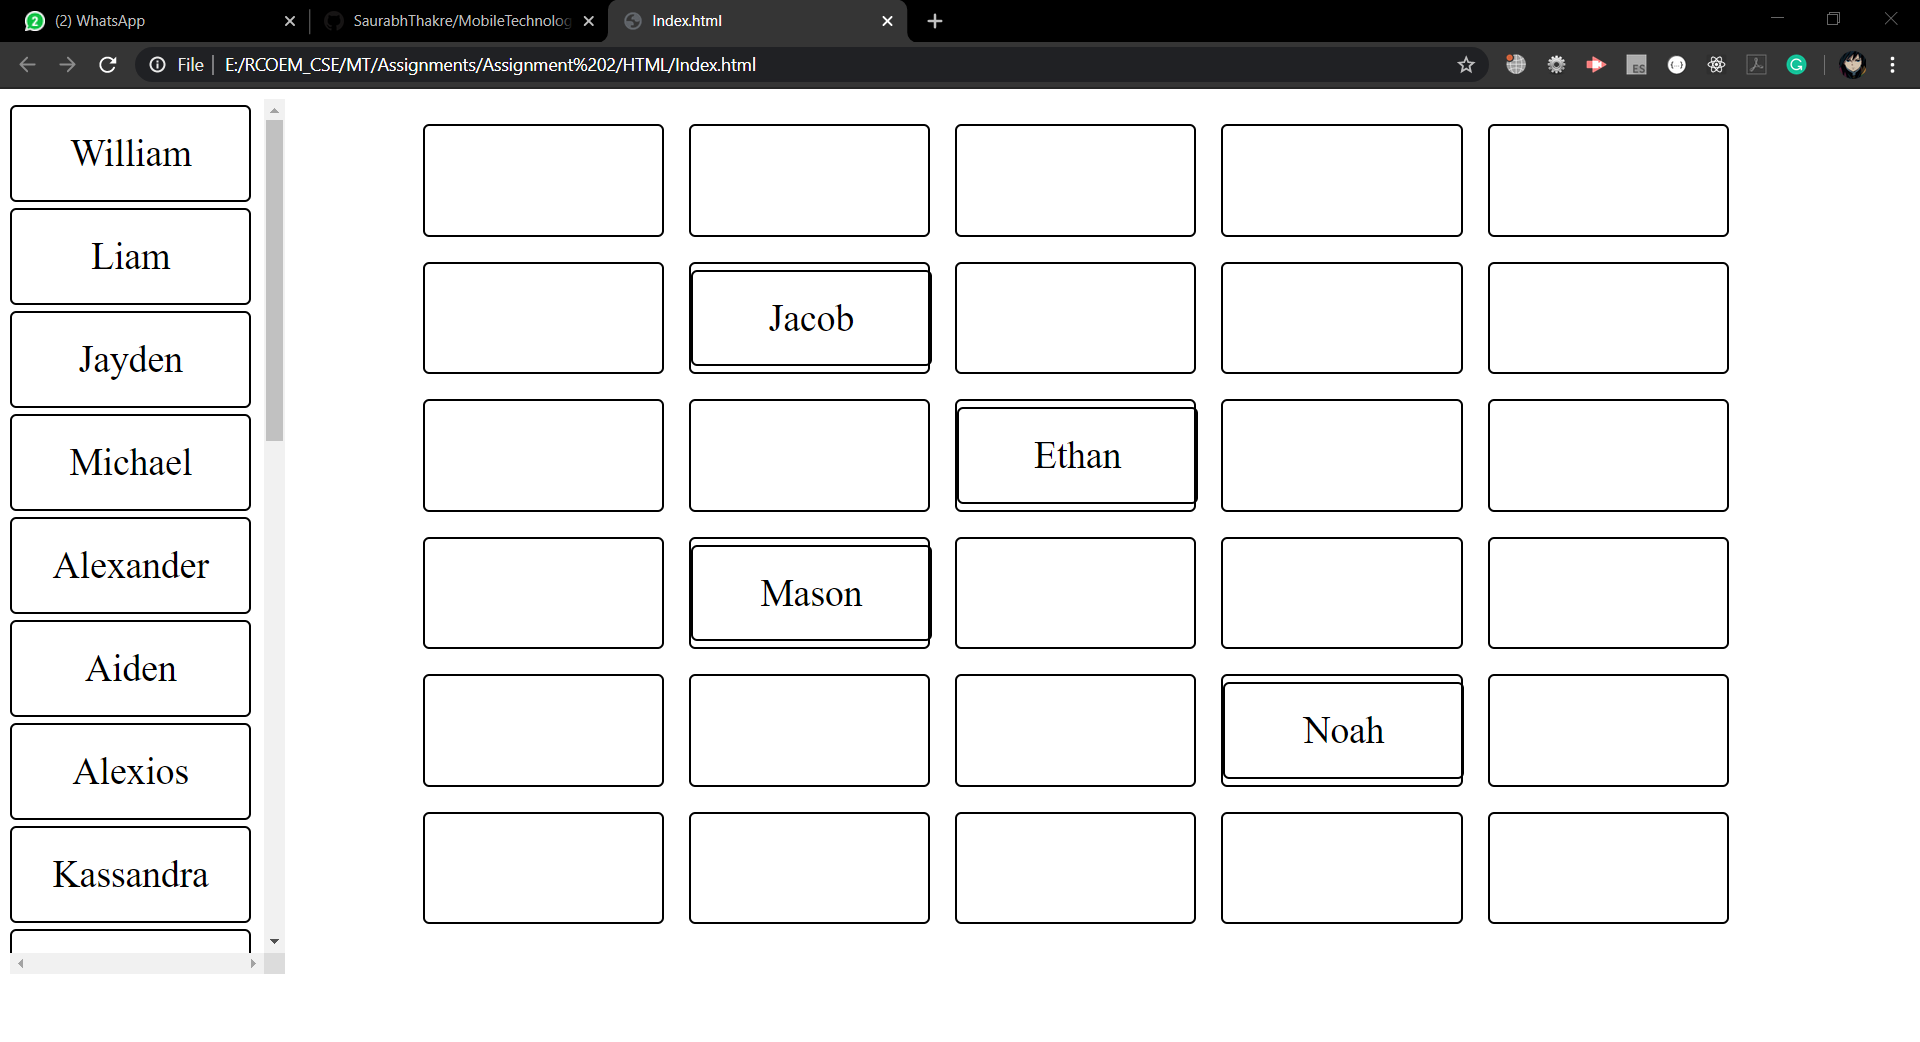 (2) WhatsApp
SaurabhThakre/MobileTechnolog
Index.html
File
E:/RCOEM_CSE/MT/Assignments/Assignment%202/HTML/Index.html
William
Liam
Jayden
Michael
Alexander
Aiden
Alexios
Kassandra
Jacob
Ethan
Mason
Noah